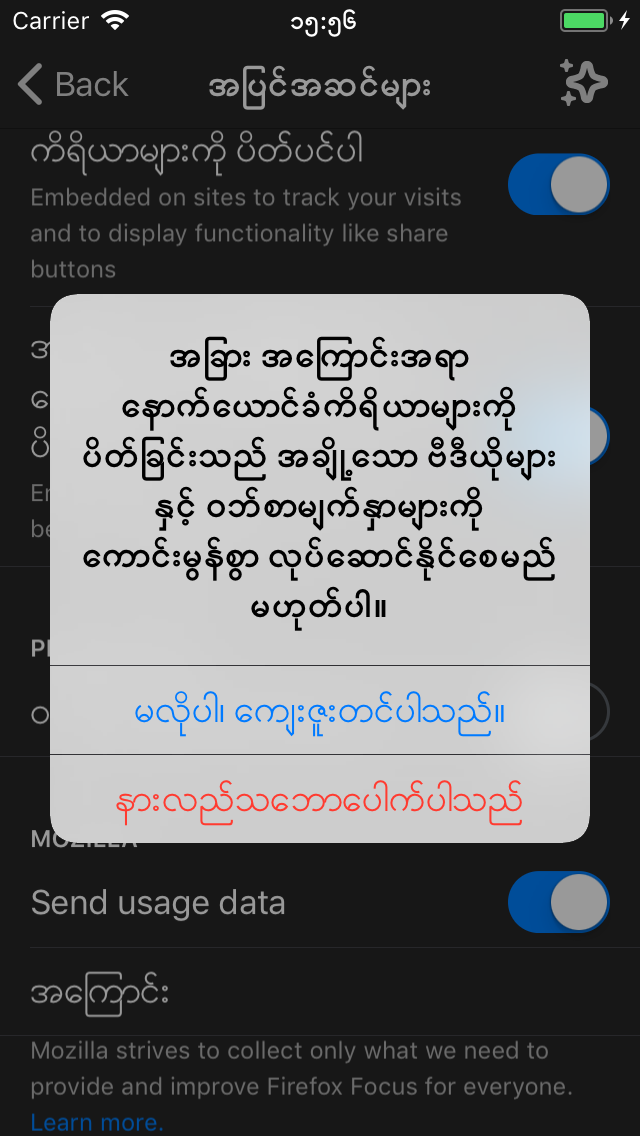 Carrier
၁၅:၅၆
Back
အပြင်အဆင်များ
ကိရိယာများကို ပိတ်ပင်ပါ
Embedded on sites to track your visits
and to display functionality like share
buttons
အခြား အကြောင်းအရာ
နောက်ယောင်ခံကိရိယာများကို
ပိတ်ခြင်းသည် အချို့သော ဗီဒီယိုများ
နှင့် ဝဘ်စာမျက်နှာများကို
ကောင်းမွန်စွာ လုပ်ဆောင်နိုင်စေမည်
မဟုတ်ပါ။
မလိုပါ၊ ကျေးဇူးတင်ပါသည်။
နားလည်သဘောပေါက်ပါသည်
MOZILLA
Send usage data
အကြောင်း
Mozilla strives to collect only what we need to
provide and improve Firefox Focus for everyone.
Learn more.